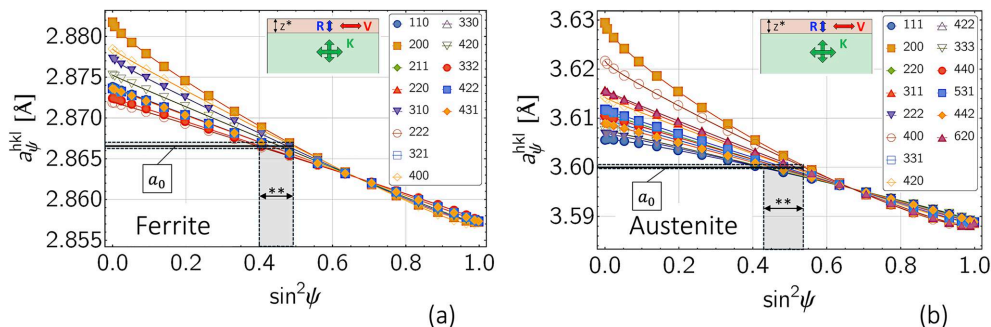 2.880
2.875
2.870
2.860
2.855
a_ψ^hkl [Å]
a₀
Ferrite
**
z*
R
V
K
110
200
211
220
310
222
321
400
330
420
332
422
431
0.0
0.2
0.4
0.6
0.8
1.0
sin²ψ
(a)
3.63
3.62
3.61
3.60
3.59
a_ψ^hkl [Å]
a₀
Austenite
**
z*
R
V
K
111
200
220
311
222
400
331
420
422
333
440
531
442
620
0.0
0.2
0.4
0.6
0.8
1.0
sin²ψ
(b)